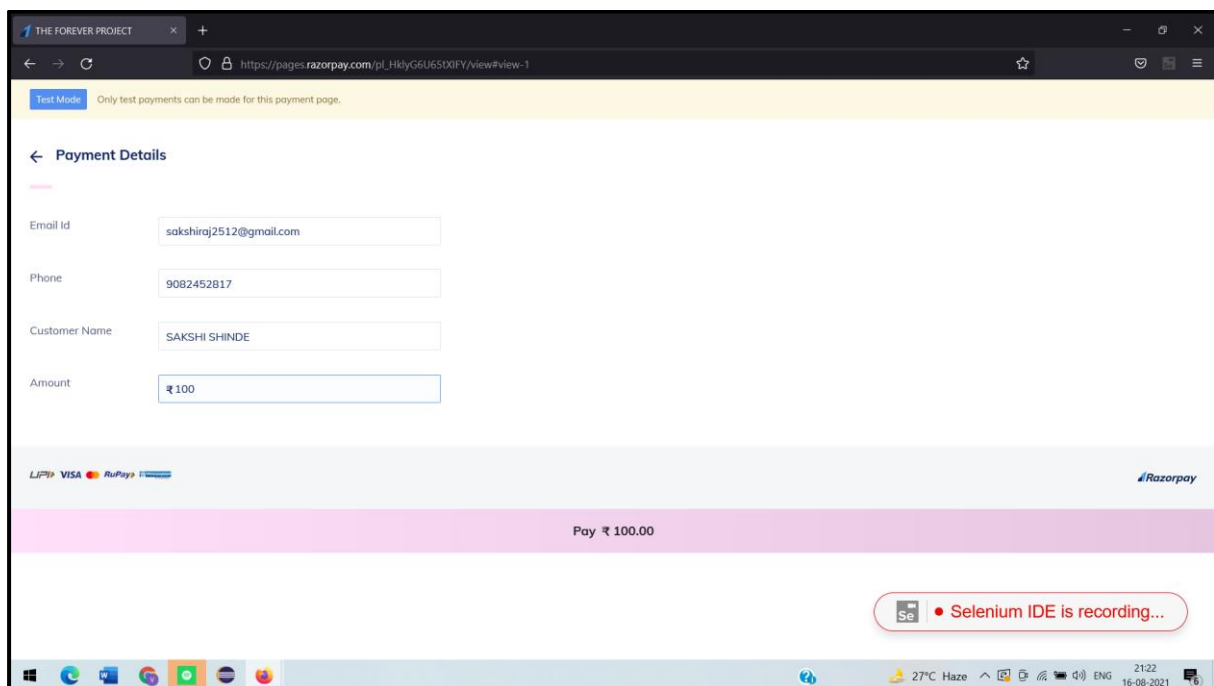 THE FOREVER PROJECT
https://pages.razorpay.com/pl_HklyG6U65tXIFY/view#view-1
Test Mode Only test payments can be made for this payment page.
Payment Details
Email Id sakshiraj2512@gmail.com
Phone 9082452817
Customer Name SAKSHI SHINDE
Amount ₹100
UPI VISA RuPay
Razorpay
Pay ₹ 100.00
Se Selenium IDE is recording...
27°C Haze ENG 21:22
16-08-2021 6